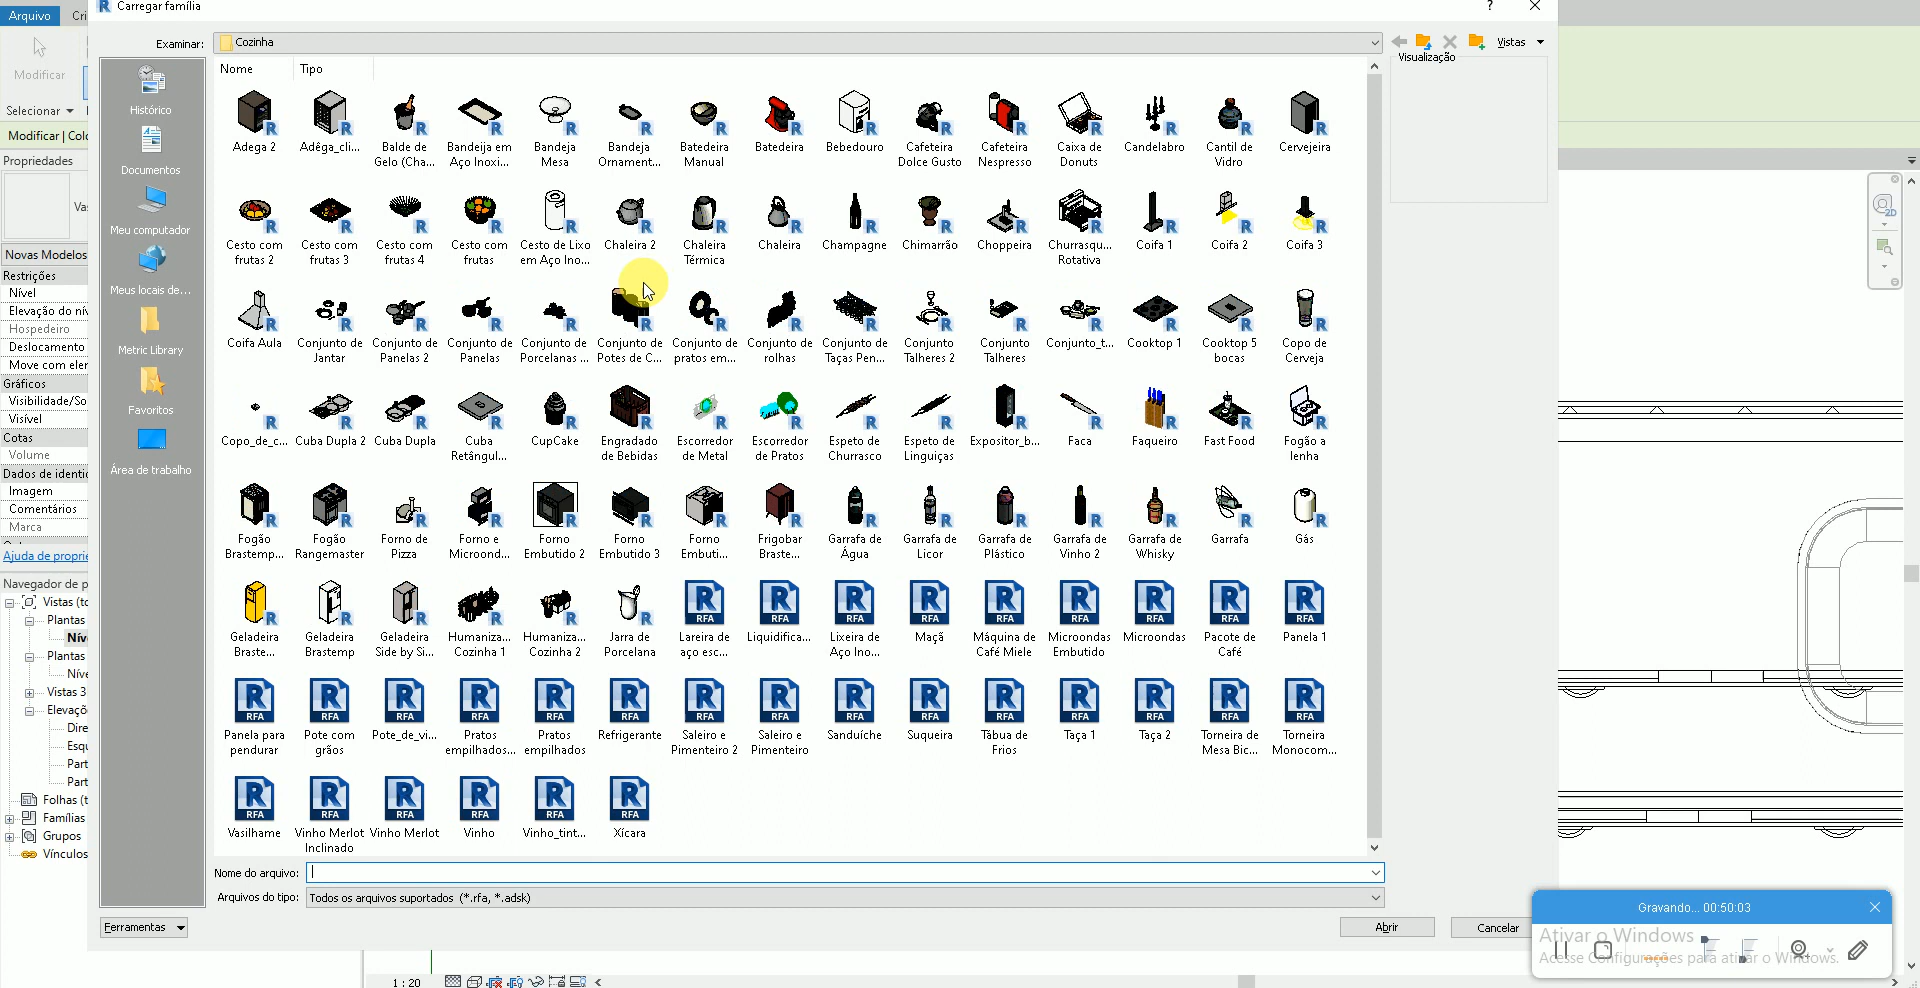 Arquivo
Cri
Carregar família
?
Examinar:
Cozinha
Vistas
Visualização
Modificar
Selecionar
Modificar | Colo
Propriedades
Vas
Novas Modelos
Restrições
Nível
Elevação do nív
Hospedeiro
Deslocamento
Move com eler
Gráficos
Visibilidade/So
Visível
Cotas
Volume
Dados de identi
Imagem
Comentários
Marca
Ajuda de proprie
Navegador de p
Vistas (to
Plantas
Níve
Plantas
Níve
Vistas 3
Elevaçõ
Dire
Esqu
Part
Part
Folhas (t
Famílias
Grupos
Vínculos
Histórico
Documentos
Meu computador
Meus locais de...
Metric Library
Favoritos
Área de trabalho
Nome Tipo
Adega 2 Adêga_cli... Balde de Gelo (Cha... Bandeija em Aço Inoxi... Bandeja Mesa Bandeja Ornament... Batedeira Manual Batedeira Bebedouro Cafeteira Dolce Gusto Cafeteira Nespresso Caixa de Donuts Candelabro Cantil de Vidro Cervejeira
Cesto com frutas 2 Cesto com frutas 3 Cesto com frutas 4 Cesto com frutas Cesto de Lixo em Aço Ino... Chaleira 2 Chaleira Térmica Chaleira Champagne Chimarrão Choppeira Churrasqu... Rotativa Coifa 1 Coifa 2 Coifa 3
Coifa Aula Conjunto de Jantar Conjunto de Panelas 2 Conjunto de Panelas Conjunto de Porcelanas ... Conjunto de Potes de C... Conjunto de pratos em... Conjunto de rolhas Conjunto de Taças Pen... Conjunto Talheres 2 Conjunto Talheres Conjunto_t... Cooktop 1 Cooktop 5 bocas Copo de Cerveja
Copo_de_c... Cuba Dupla 2 Cuba Dupla Cuba Retângul... CupCake Engradado de Bebidas Escorredor de Metal Escorredor de Pratos Espeto de Churrasco Espeto de Linguiças Expositor_b... Faca Faqueiro Fast Food Fogão a lenha
Fogão Brastemp... Fogão Rangemaster Forno de Pizza Forno e Microond... Forno Embutido 2 Forno Embutido 3 Forno Embuti... Frigobar Braste... Garrafa de Água Garrafa de Licor Garrafa de Plástico Garrafa de Vinho 2 Garrafa de Whisky Garrafa Gás
Geladeira Braste... Geladeira Brastemp Geladeira Side by Si... Humaniza... Cozinha 1 Humaniza... Cozinha 2 Jarra de Porcelana Lareira de aço esc... Liquidifica... Lixeira de Aço Ino... Maçã Máquina de Café Miele Microondas Embutido Microondas Pacote de Café Panela 1
Panela para pendurar Pote com grãos Pote_de_vi... Pratos empilhados... Pratos empilhados Refrigerante Saleiro e Pimenteiro 2 Saleiro e Pimenteiro Sanduíche Suqueira Tábua de Frios Taça 1 Taça 2 Torneira de Mesa Bic... Torneira Monocom...
Vasilhame Vinho Merlot Inclinado Vinho Merlot Vinho Vinho_tint... Xícara
Nome do arquivo:
Arquivos do tipo: Todos os arquivos suportados (*.rfa, *.adsk)
Ferramentas
Abrir
Cancelar
Gravando... 00:50:03
Ativar o Windows
Acesse Configurações para ativar o Windows.
1 : 20